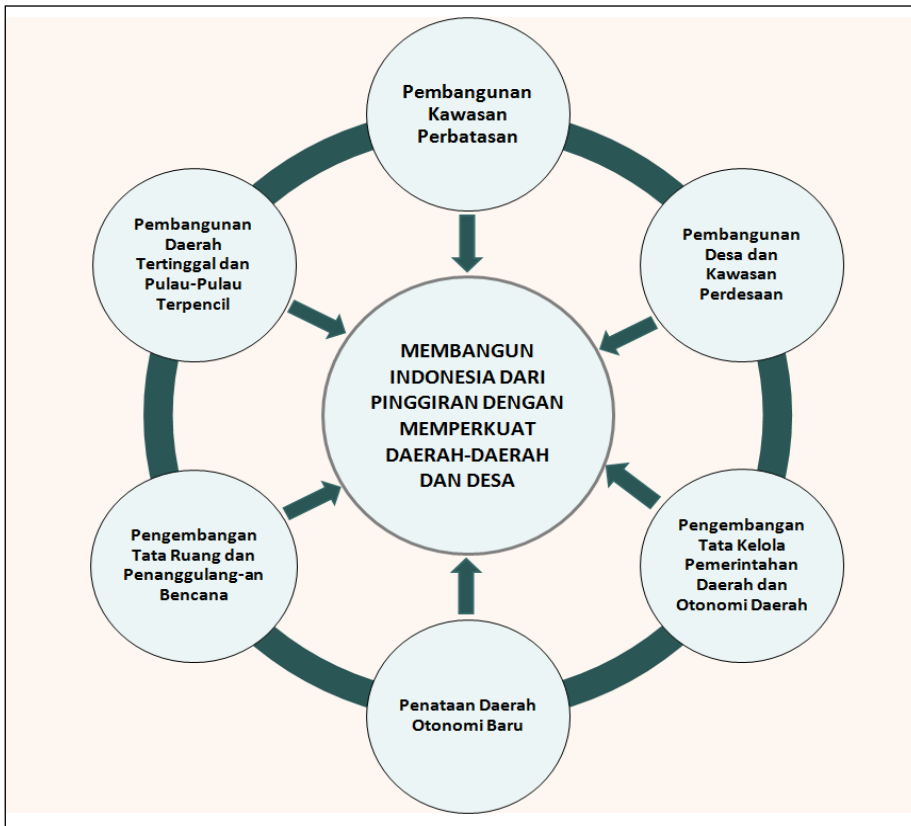 Pembangunan
Kawasan
Perbatasan
Pembangunan
Daerah
Tertinggal dan
Pulau-Pulau
Terpencil
Pembangunan
Desa dan
Kawasan
Perdesaan
MEMBANGUN
INDONESIA DARI
PINGGIRAN DENGAN
MEMPERKUAT
DAERAH-DAERAH
DAN DESA
Pengembangan
Tata Ruang dan
Penanggulang-an
Bencana
Pengembangan
Tata Kelola
Pemerintahan
Daerah dan
Otonomi Daerah
Penataan Daerah
Otonomi Baru